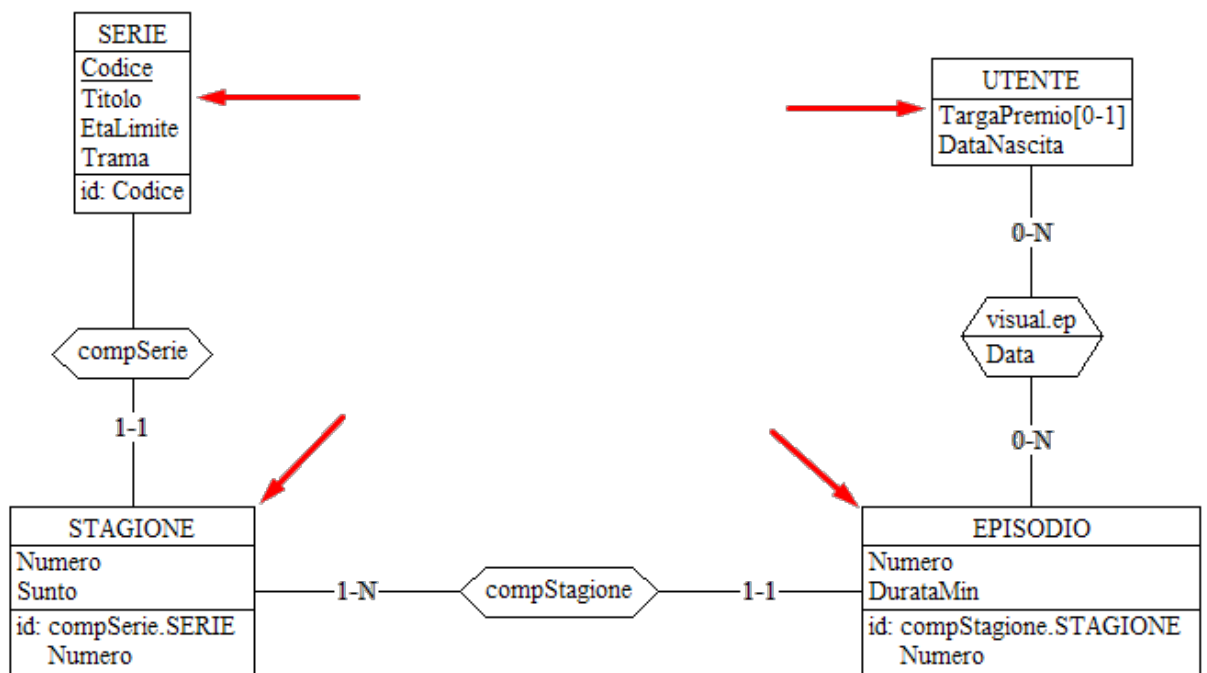 SERIE
Codice
Titolo
EtaLimite
Trama
id: Codice
UTENTE
TargaPremio[0-1]
DataNascita
0-N
visual.ep
Data
0-N
compSerie
1-1
STAGIONE
Numero
Sunto
id: compSerie.SERIE
Numero
1-N
compStagione
1-1
EPISODIO
Numero
DurataMin
id: compStagione.STAGIONE
Numero